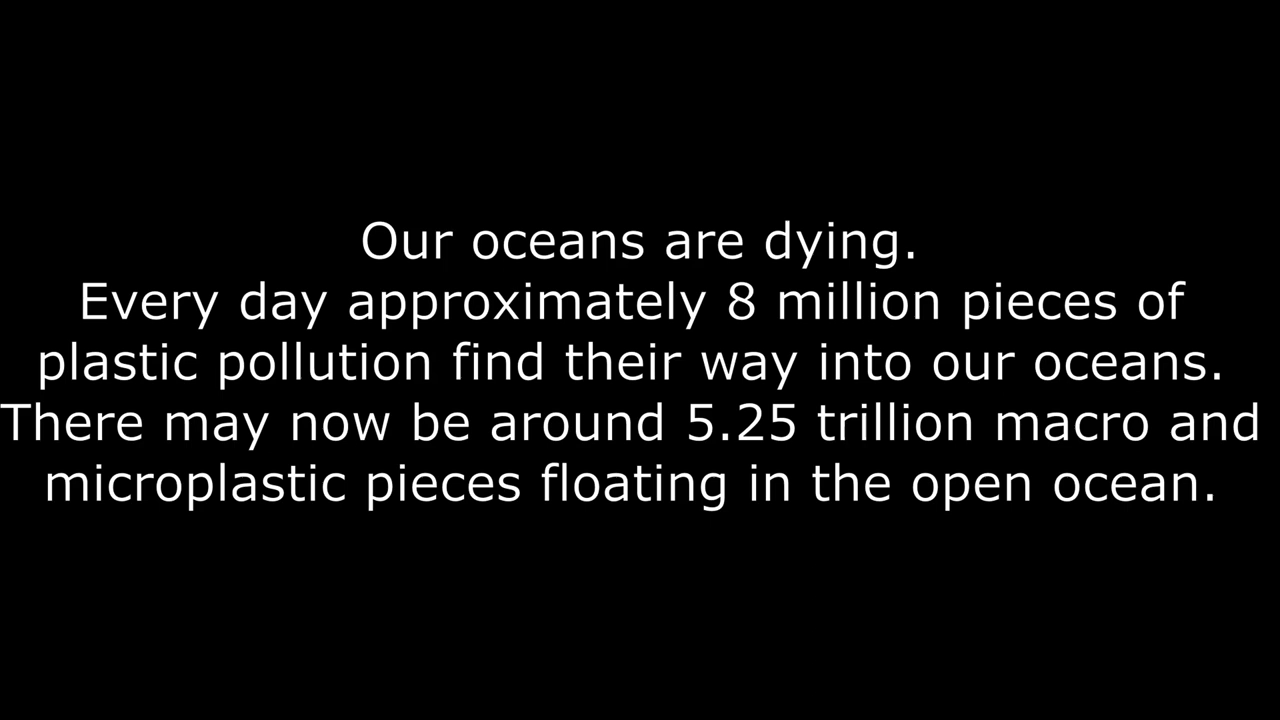 Our oceans are dying.
Every day approximately 8 million pieces of
plastic pollution find their way into our oceans.
There may now be around 5.25 trillion macro and
microplastic pieces floating in the open ocean.